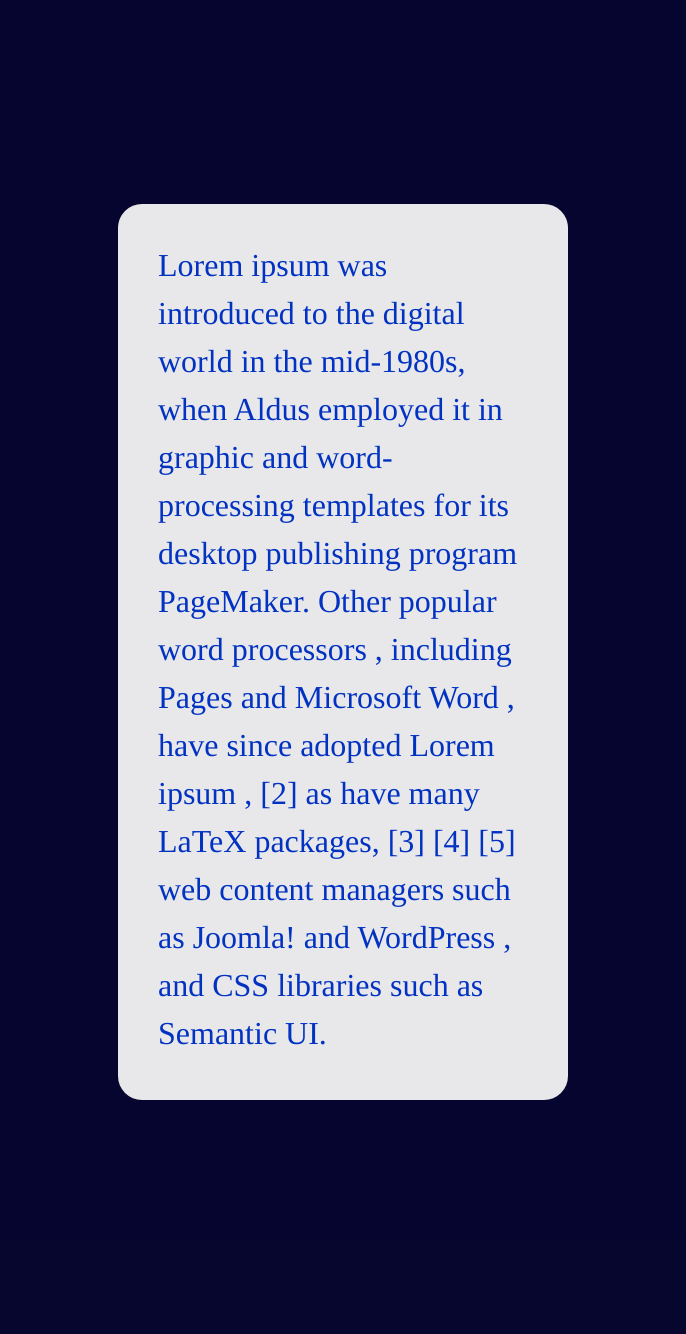 Lorem ipsum was
introduced to the digital
world in the mid-1980s,
when Aldus employed it in
graphic and word-
processing templates for its
desktop publishing program
PageMaker. Other popular
word processors , including
Pages and Microsoft Word ,
have since adopted Lorem
ipsum , [2] as have many
LaTeX packages, [3] [4] [5]
web content managers such
as Joomla! and WordPress ,
and CSS libraries such as
Semantic UI.